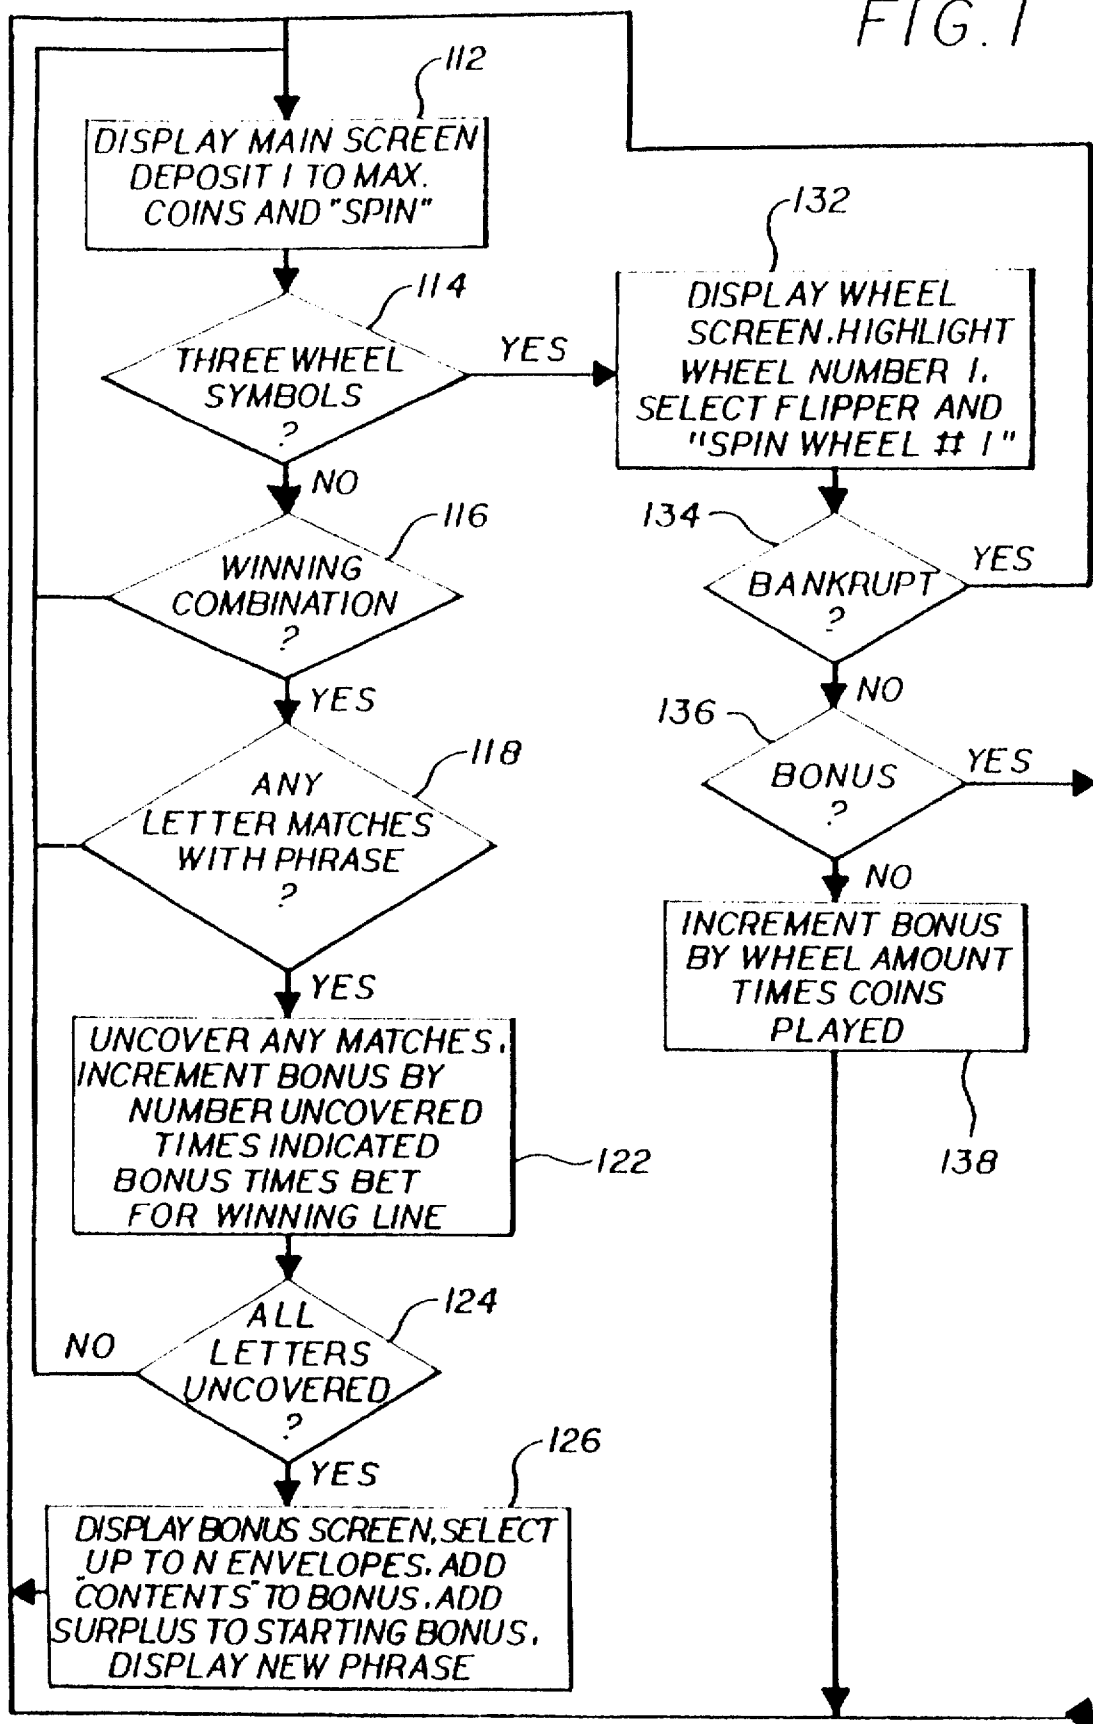 FIG. 1
112
DISPLAY MAIN SCREEN
DEPOSIT 1 TO MAX.
COINS AND "SPIN"
114
THREE WHEEL
SYMBOLS
?
YES
NO
116
WINNING
COMBINATION
?
YES
118
ANY
LETTER MATCHES
WITH PHRASE
?
YES
UNCOVER ANY MATCHES.
INCREMENT BONUS BY
NUMBER UNCOVERED
TIMES INDICATED
BONUS TIMES BET
FOR WINNING LINE
122
124
ALL
LETTERS
UNCOVERED
?
NO
YES
126
DISPLAY BONUS SCREEN, SELECT
UP TO N ENVELOPES. ADD
"CONTENTS" TO BONUS. ADD
SURPLUS TO STARTING BONUS.
DISPLAY NEW PHRASE
132
DISPLAY WHEEL
SCREEN. HIGHLIGHT
WHEEL NUMBER 1.
SELECT FLIPPER AND
"SPIN WHEEL # 1"
134
BANKRUPT
?
YES
NO
136
BONUS
?
YES
NO
INCREMENT BONUS
BY WHEEL AMOUNT
TIMES COINS
PLAYED
138